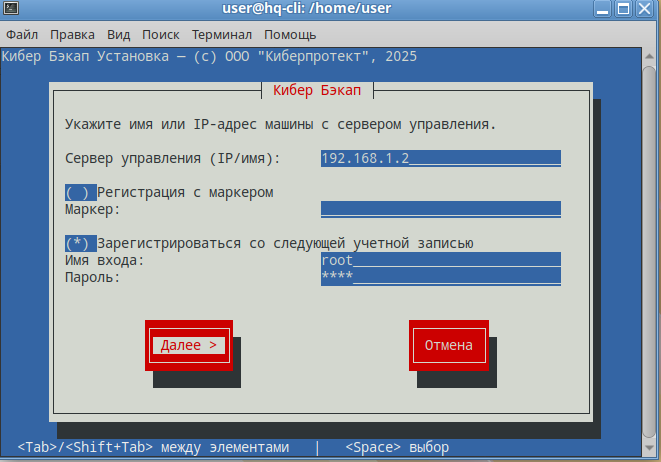 user@hq-cli: /home/user
Файл Правка Вид Поиск Терминал Помощь
Кибер Бэкап Установка — (c) ООО "Киберпротект", 2025
Кибер Бэкап
Укажите имя или IP-адрес машины с сервером управления.
Сервер управления (IP/имя): 192.168.1.2
( ) Регистрация с маркером
Маркер:
(*) Зарегистрироваться со следующей учетной записью
Имя входа: root
Пароль: ****
Далее > Отмена
<Tab>/<Shift+Tab> между элементами | <Space> выбор